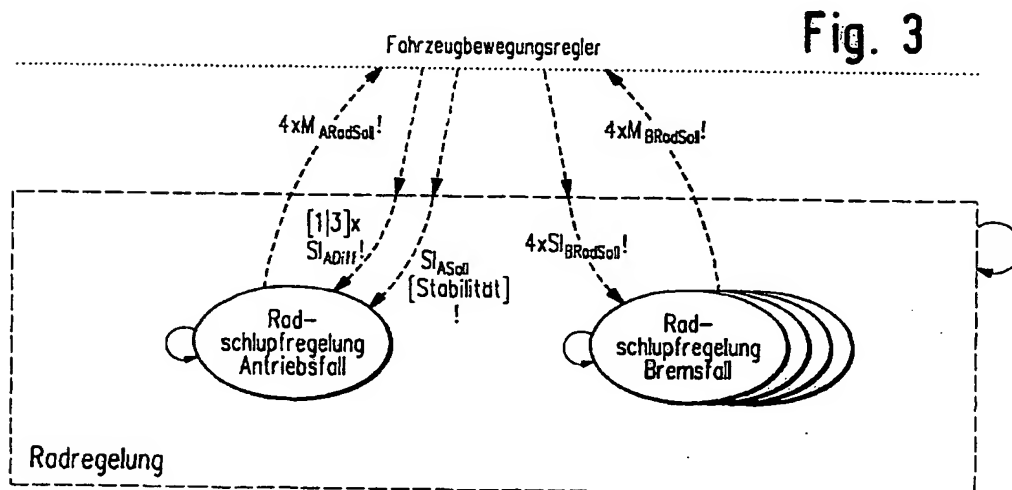 Fig. 3
Fahrzeugbewegungsregler
4xM_ARadSoll!
4xM_BRadSoll!
[1|3]x
Sl_ADiff!
Sl_ASoll
[Stabilität]
!
4xSl_BRadSoll!
Rad-
schlupfregelung
Antriebsfall
Rad-
schlupfregelung
Bremsfall
Radregelung